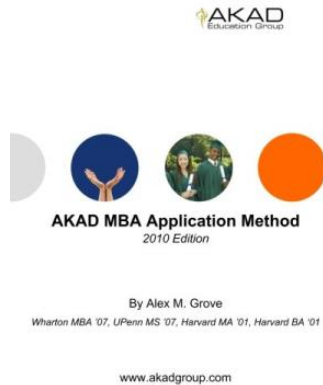 AKAD
Education Group
AKAD MBA Application Method
2010 Edition
By Alex M. Grove
Wharton MBA '07, UPenn MS '07, Harvard MA '01, Harvard BA '01
www.akadgroup.com